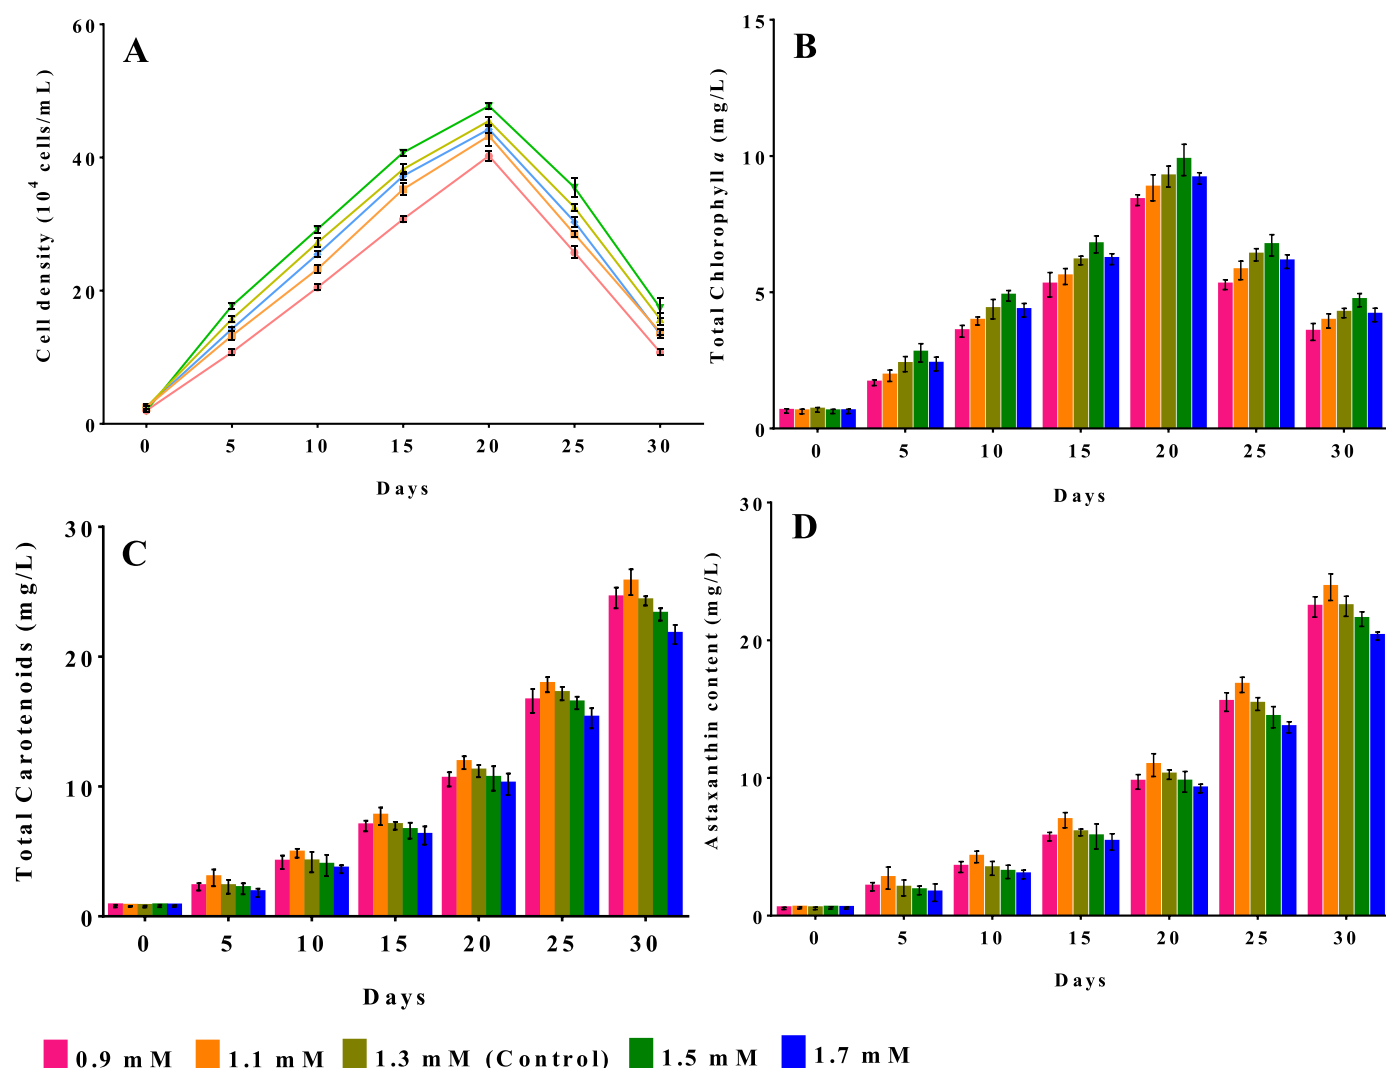 A
Cell density (10⁴ cells/mL)
60
40
20
0
0 5 10 15 20 25 30
Days
B
Total Chlorophyll a (mg/L)
15
10
5
0
0 5 10 15 20 25 30
Days
C
Total Carotenoids (mg/L)
30
20
10
0
0 5 10 15 20 25 30
Days
D
Astaxanthin content (mg/L)
30
20
10
0
0 5 10 15 20 25 30
Days
0.9 mM 1.1 mM 1.3 mM (Control) 1.5 mM 1.7 mM